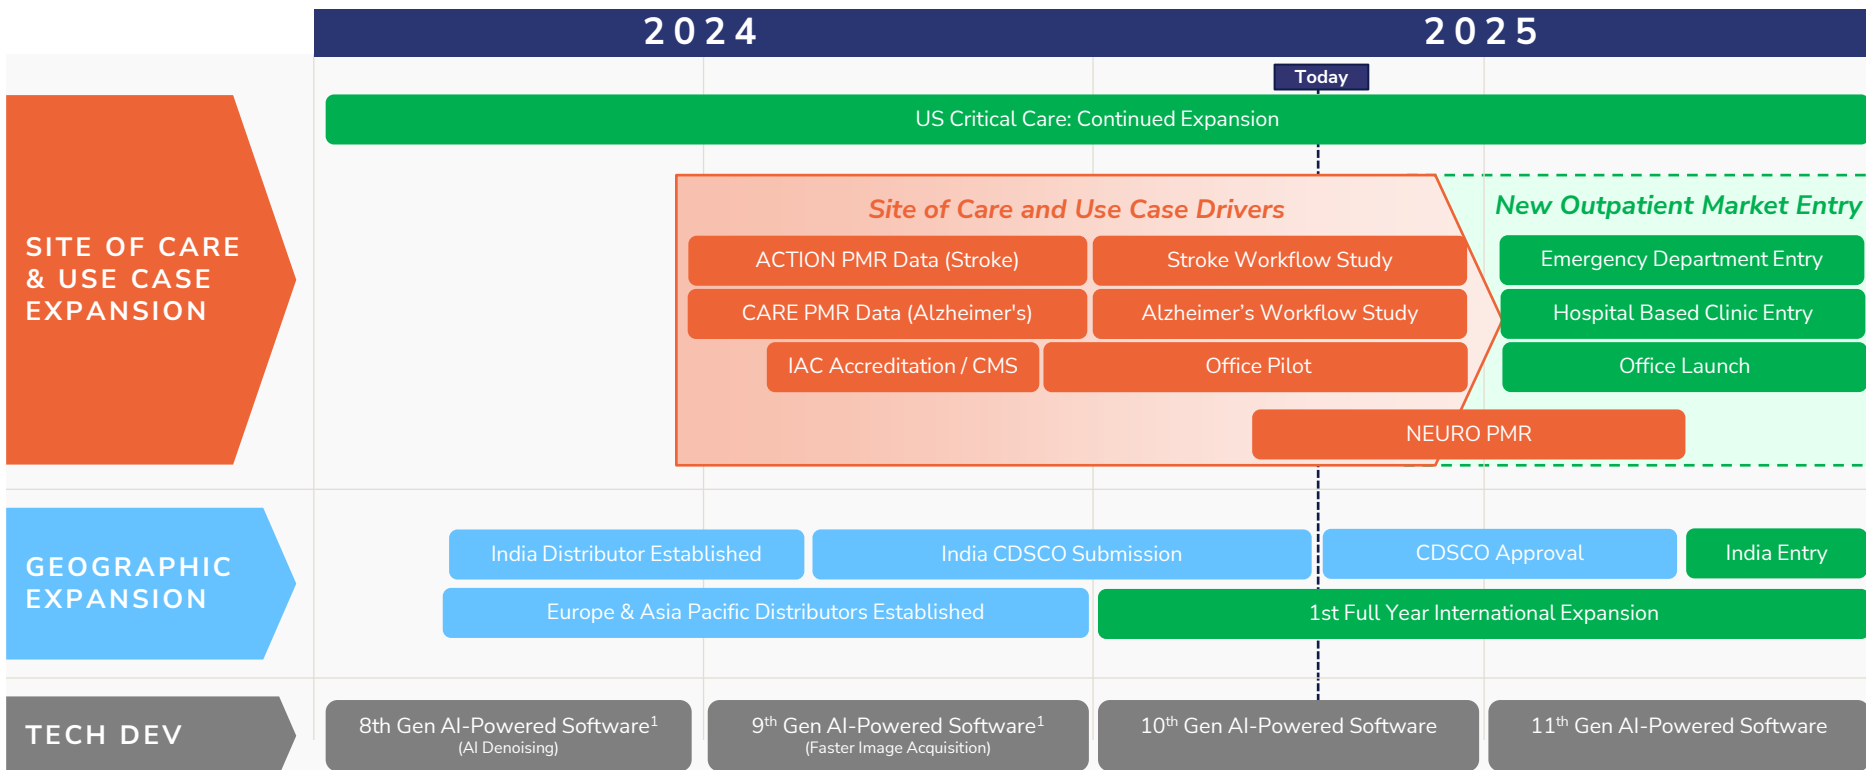 2024
2025
Today
US Critical Care: Continued Expansion
SITE OF CARE
& USE CASE
EXPANSION
Site of Care and Use Case Drivers
New Outpatient Market Entry
ACTION PMR Data (Stroke)
Stroke Workflow Study
Emergency Department Entry
CARE PMR Data (Alzheimer's)
Alzheimer’s Workflow Study
Hospital Based Clinic Entry
IAC Accreditation / CMS
Office Pilot
Office Launch
NEURO PMR
GEOGRAPHIC
EXPANSION
India Distributor Established
India CDSCO Submission
CDSCO Approval
India Entry
Europe & Asia Pacific Distributors Established
1st Full Year International Expansion
TECH DEV
8th Gen AI-Powered Software¹
(AI Denoising)
9ᵗʰ Gen AI-Powered Software¹
(Faster Image Acquisition)
10ᵗʰ Gen AI-Powered Software
11ᵗʰ Gen AI-Powered Software